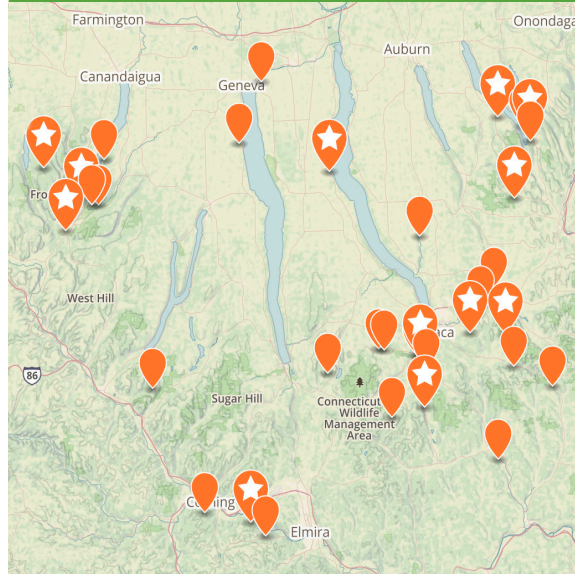 Farmington
Onondaga
Auburn
Canandaigua
Geneva
Fro
West Hill
aca
86
Sugar Hill
Connecticut
Wildlife
Management
Area
Corning
Elmira